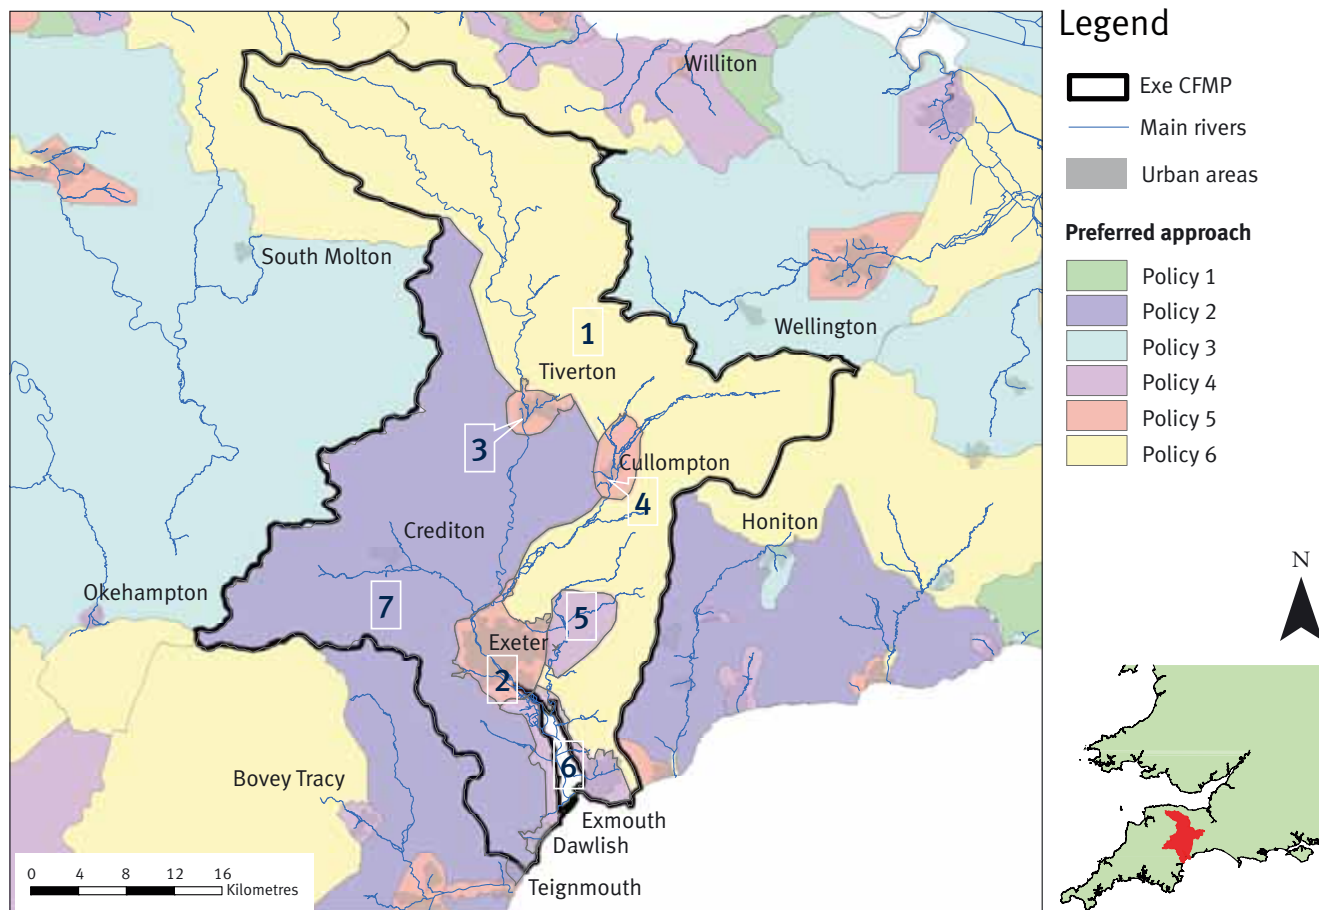 Legend
Exe CFMP
Main rivers
Urban areas
Preferred approach
Policy 1
Policy 2
Policy 3
Policy 4
Policy 5
Policy 6
N
Williton
South Molton
Wellington
1
Tiverton
3
Cullompton
4
Crediton
Honiton
Okehampton
7
5
Exeter
2
6
Bovey Tracy
Exmouth
Dawlish
Teignmouth
0 4 8 12 16
Kilometres